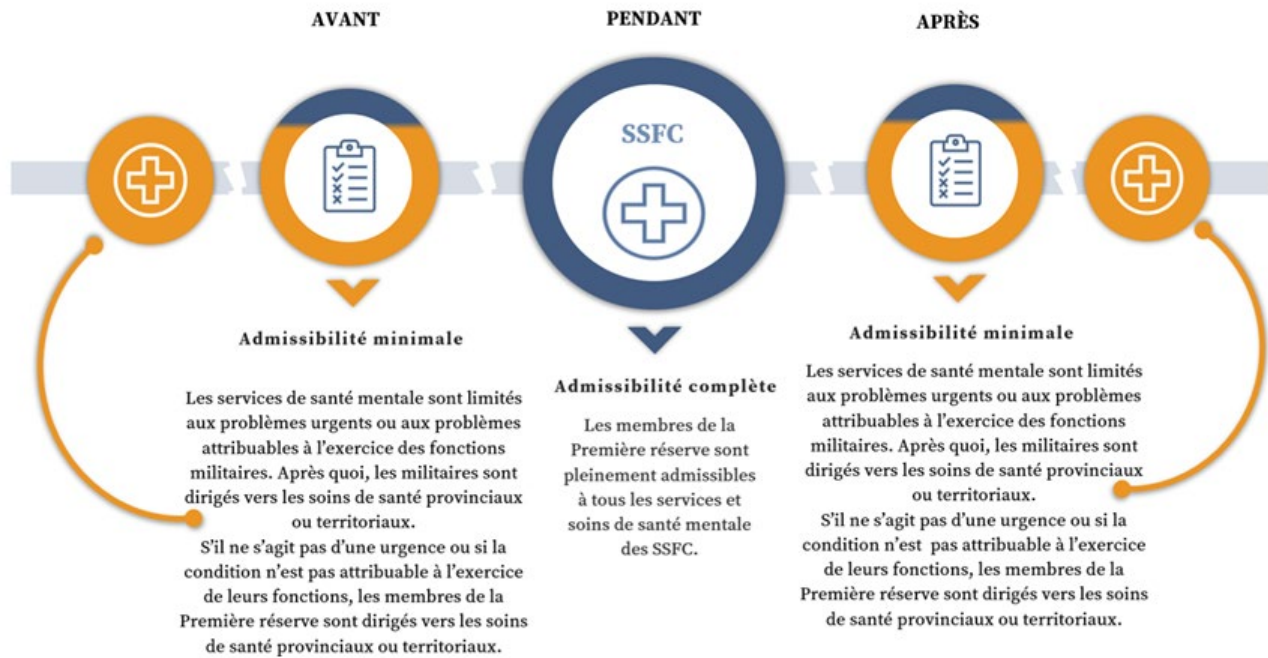 AVANT
PENDANT
APRÈS
SSFC
Admissibilité minimale
Les services de santé mentale sont limités
aux problèmes urgents ou aux problèmes
attribuables à l'exercice des fonctions
militaires. Après quoi, les militaires sont
dirigés vers les soins de santé provinciaux
ou territoriaux.
S'il ne s'agit pas d'une urgence ou si la
condition n'est pas attribuable à l'exercice
de leurs fonctions, les membres de la
Première réserve sont dirigés vers les soins
de santé provinciaux ou territoriaux.
Admissibilité complète
Les membres de la
Première réserve sont
pleinement admissibles
à tous les services et
soins de santé mentale
des SSFC.
Admissibilité minimale
Les services de santé mentale sont limités
aux problèmes urgents ou aux problèmes
attribuables à l'exercice des fonctions
militaires. Après quoi, les militaires sont
dirigés vers les soins de santé provinciaux
ou territoriaux.
S'il ne s'agit pas d'une urgence ou si la
condition n'est pas attribuable à l'exercice
de leurs fonctions, les membres de la
Première réserve sont dirigés vers les soins
de santé provinciaux ou territoriaux.